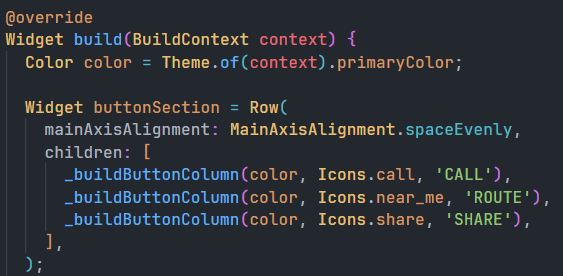 @override
Widget build(BuildContext context) {
  Color color = Theme.of(context).primaryColor;

  Widget buttonSection = Row(
    mainAxisAlignment: MainAxisAlignment.spaceEvenly,
    children: [
      _buildButtonColumn(color, Icons.call, 'CALL'),
      _buildButtonColumn(color, Icons.near_me, 'ROUTE'),
      _buildButtonColumn(color, Icons.share, 'SHARE'),
    ],
  );